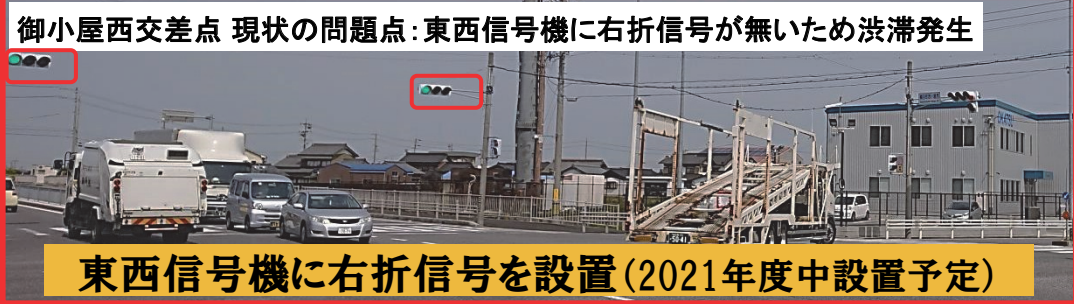 御小屋西交差点 現状の問題点：東西信号機に右折信号が無いため渋滞発生
東西信号機に右折信号を設置(2021年度中設置予定)
50-41